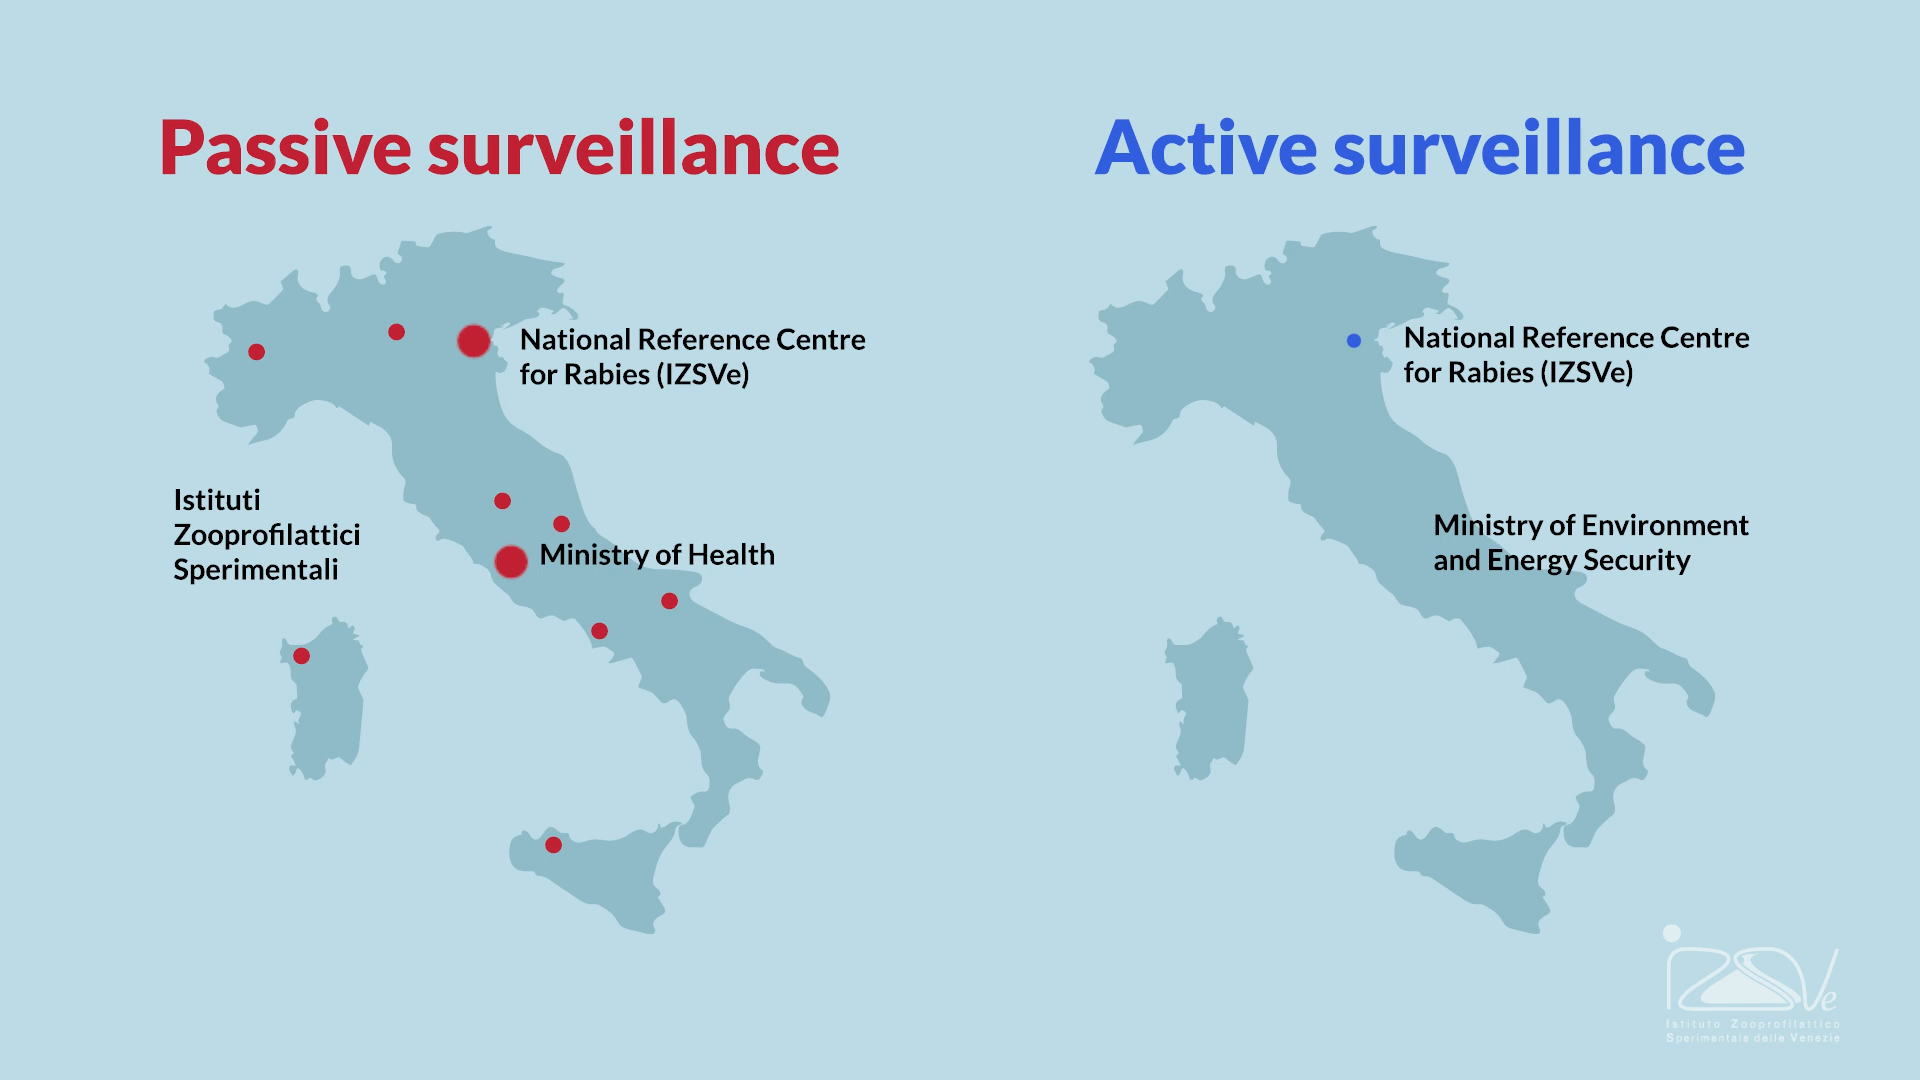 Passive surveillance
National Reference Centre
for Rabies (IZSVe)
Istituti
Zooprofilattici
Sperimentali
Ministry of Health
Active surveillance
National Reference Centre
for Rabies (IZSVe)
Ministry of Environment
and Energy Security
iZSVe
Istituto Zooprofilattico
Sperimentale delle Venezie